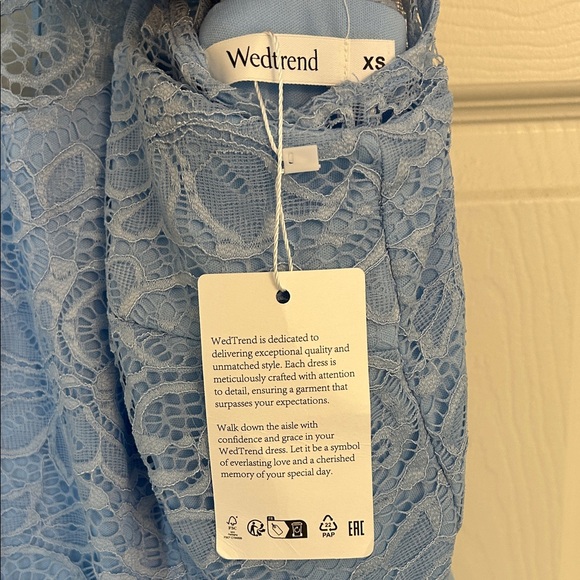 Wedtrend XS
WedTrend is dedicated to
delivering exceptional quality and
unmatched style. Each dress is
meticulously crafted with attention
to detail, ensuring a garment that
surpasses your expectations.
Walk down the aisle with
confidence and grace in your
WedTrend dress. Let it be a symbol
of everlasting love and a cherished
memory of your special day.
FSC
22
PAP
EAC